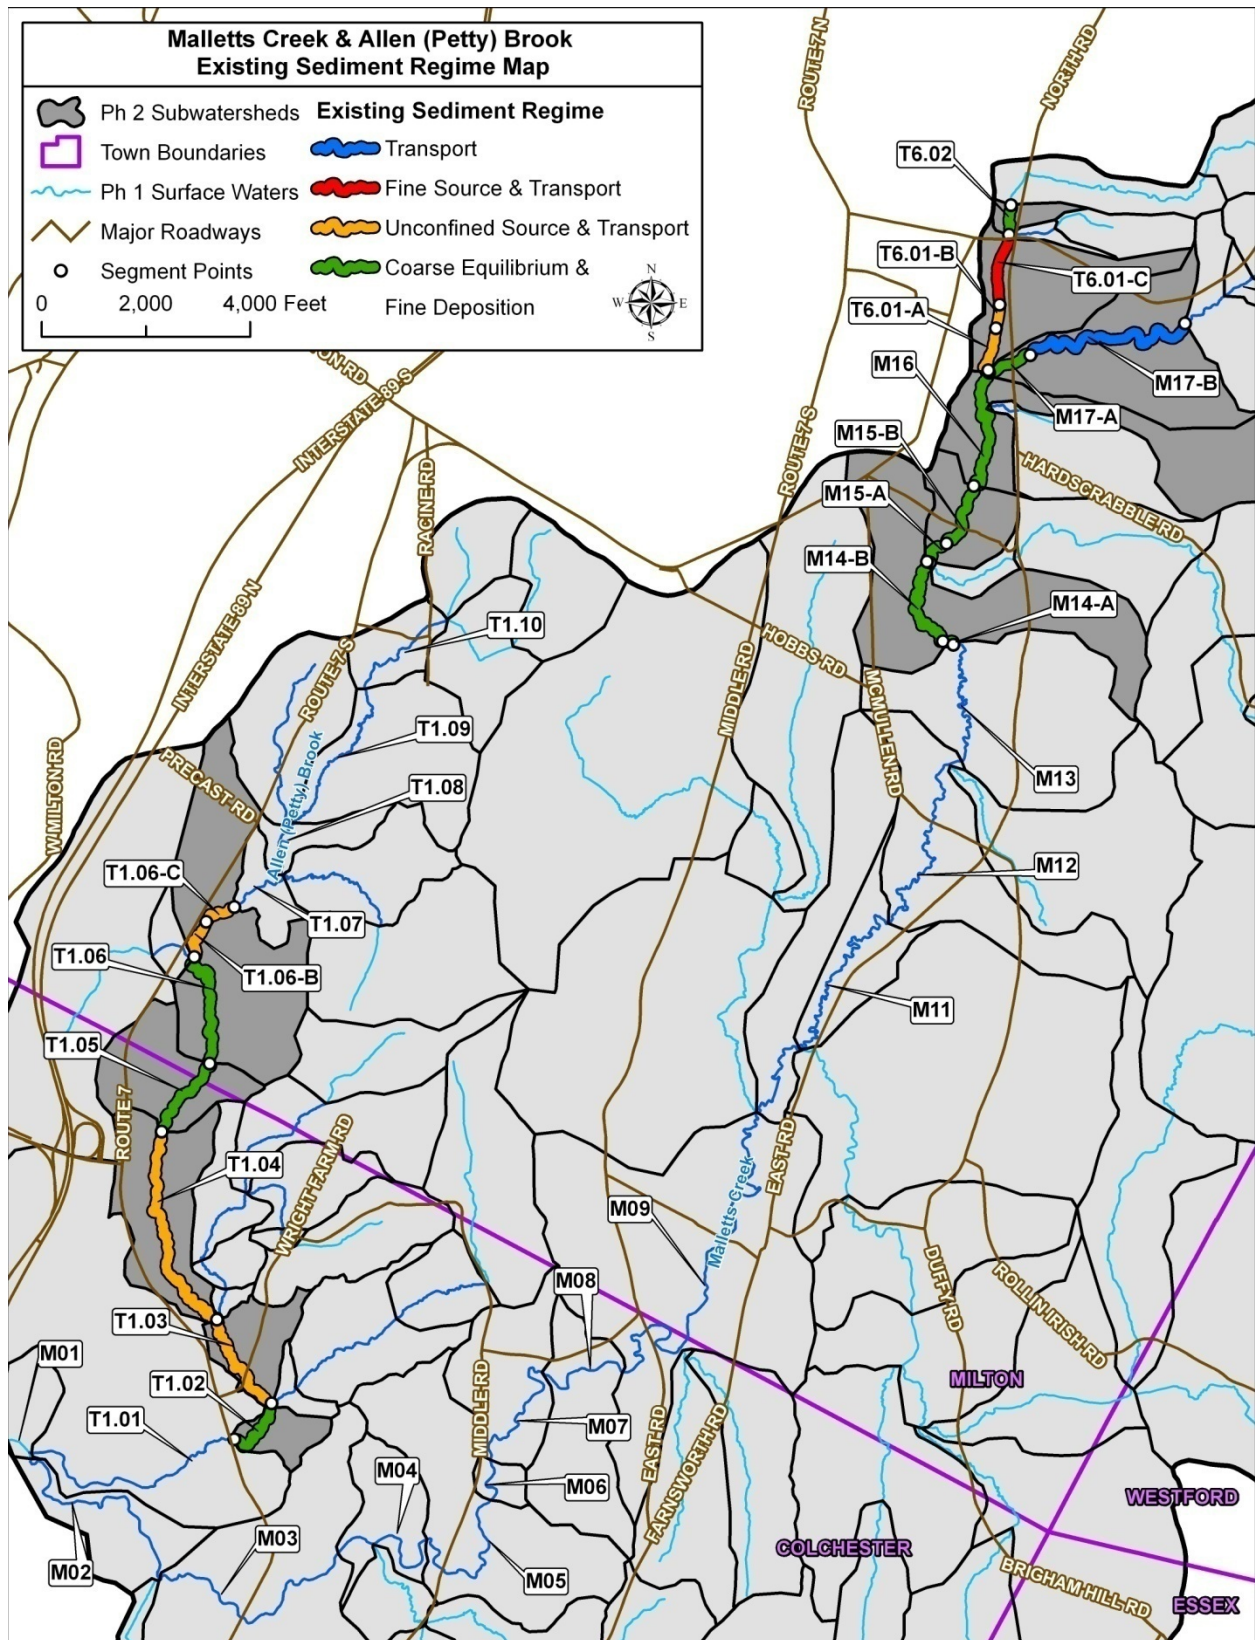 Malletts Creek & Allen (Petty) Brook
Existing Sediment Regime Map
Ph 2 Subwatersheds
Town Boundaries
Ph 1 Surface Waters
Major Roadways
Segment Points
0 2,000 4,000 Feet
Existing Sediment Regime
Transport
Fine Source & Transport
Unconfined Source & Transport
Coarse Equilibrium &
Fine Deposition
N
W E
S
ROUTE 7 N
NORTH RD
T6.02
T6.01-B
T6.01-C
T6.01-A
M16
M17-B
M17-A
M15-B
HARDSCRABBLE RD
M15-A
M14-B
M14-A
ROUTE 7 S
INTERSTATE 89 S
RACINE RD
INTERSTATE 89 N
T1.10
HOBBS RD
MIDDLE RD
MCMULLEN RD
ROUTE 7 S
T1.09
M13
W MILTON RD
PRECAST RD
Allen (Petty) Brook
T1.08
T1.06-C
M12
T1.07
T1.06
T1.06-B
M11
T1.05
ROUTE 7
T1.04
WRIGHT FARM RD
EAST RD
Malletts Creek
M09
M08
DUFFY RD
ROLLIN IRISH RD
T1.03
M01
T1.02
MILTON
T1.01
MIDDLE RD
M07
EAST RD
FARNSWORTH RD
M04
M06
WESTFORD
M03
COLCHESTER
M02
M05
BRIGHAM HILL RD
ESSEX